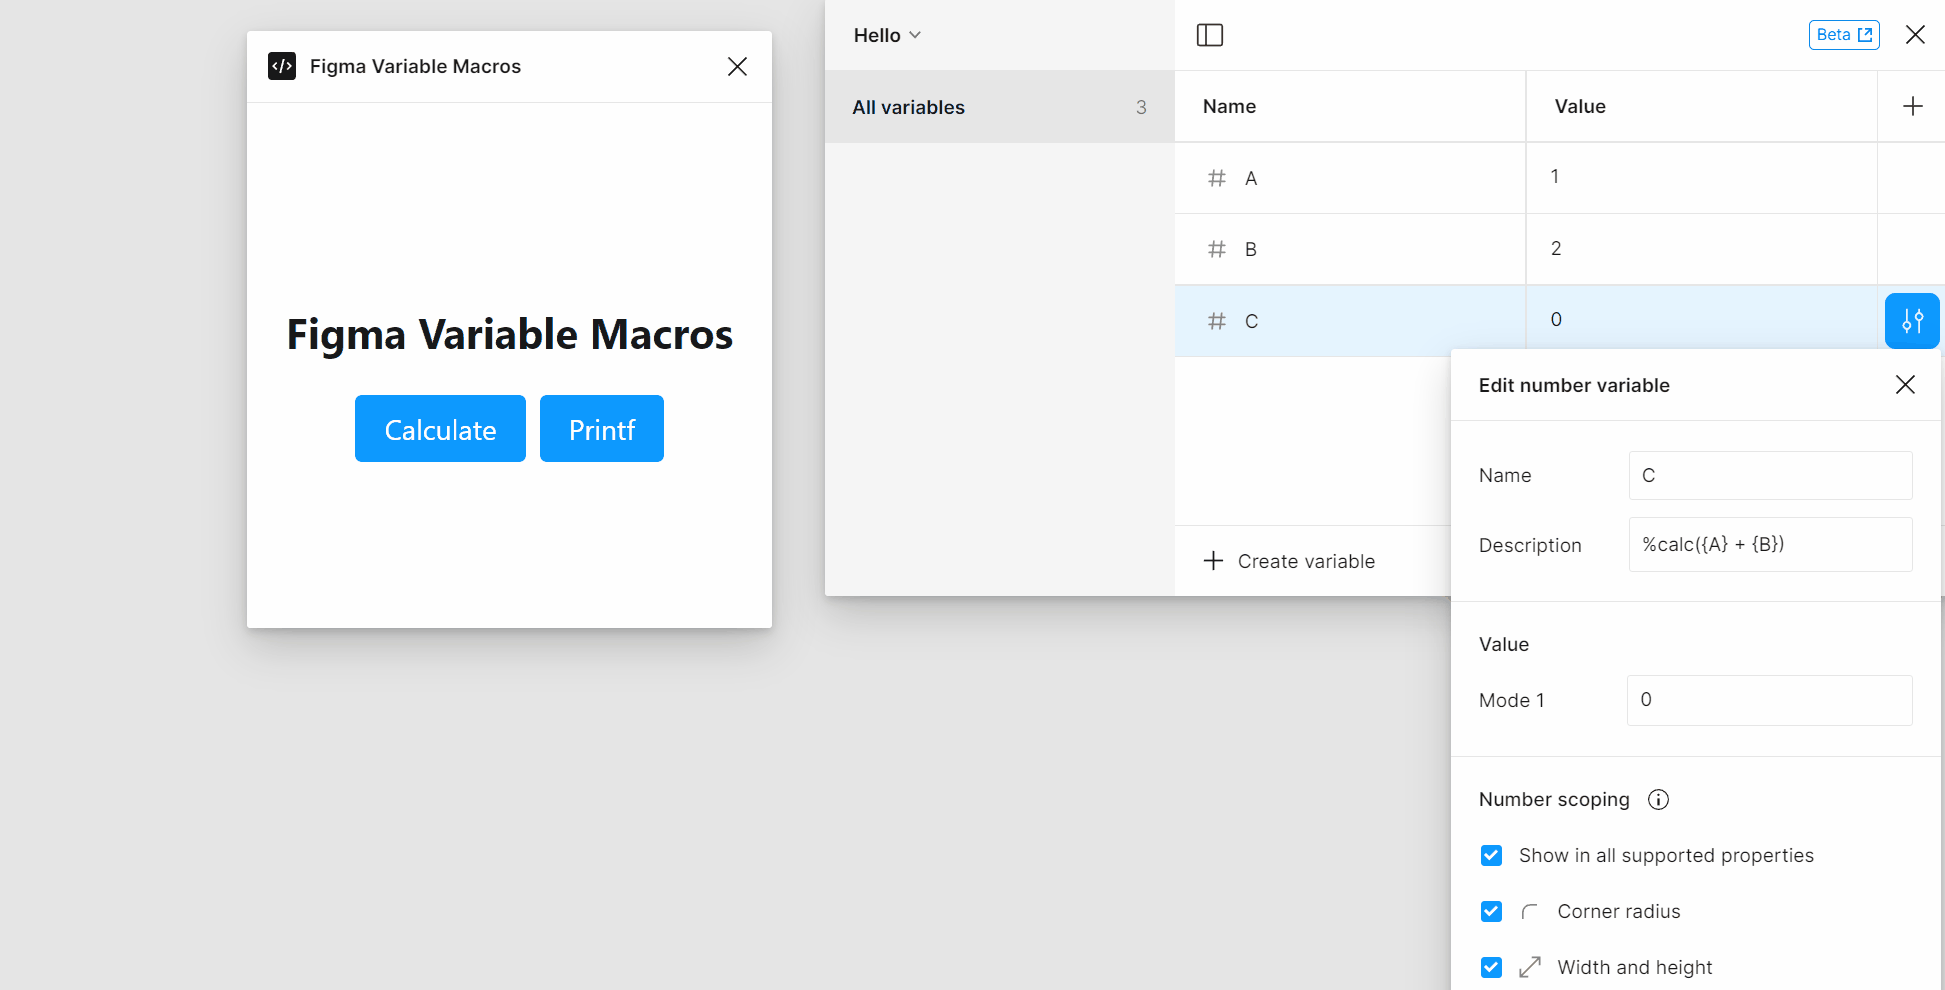 Figma Variable Macros
Figma Variable Macros
Calculate
Printf
Hello
All variables
3
Beta
Name
Value
A
1
B
2
C
0
Create variable
Edit number variable
Name
C
Description
%calc({A} + {B})
Value
Mode 1
0
Number scoping
Show in all supported properties
Corner radius
Width and height